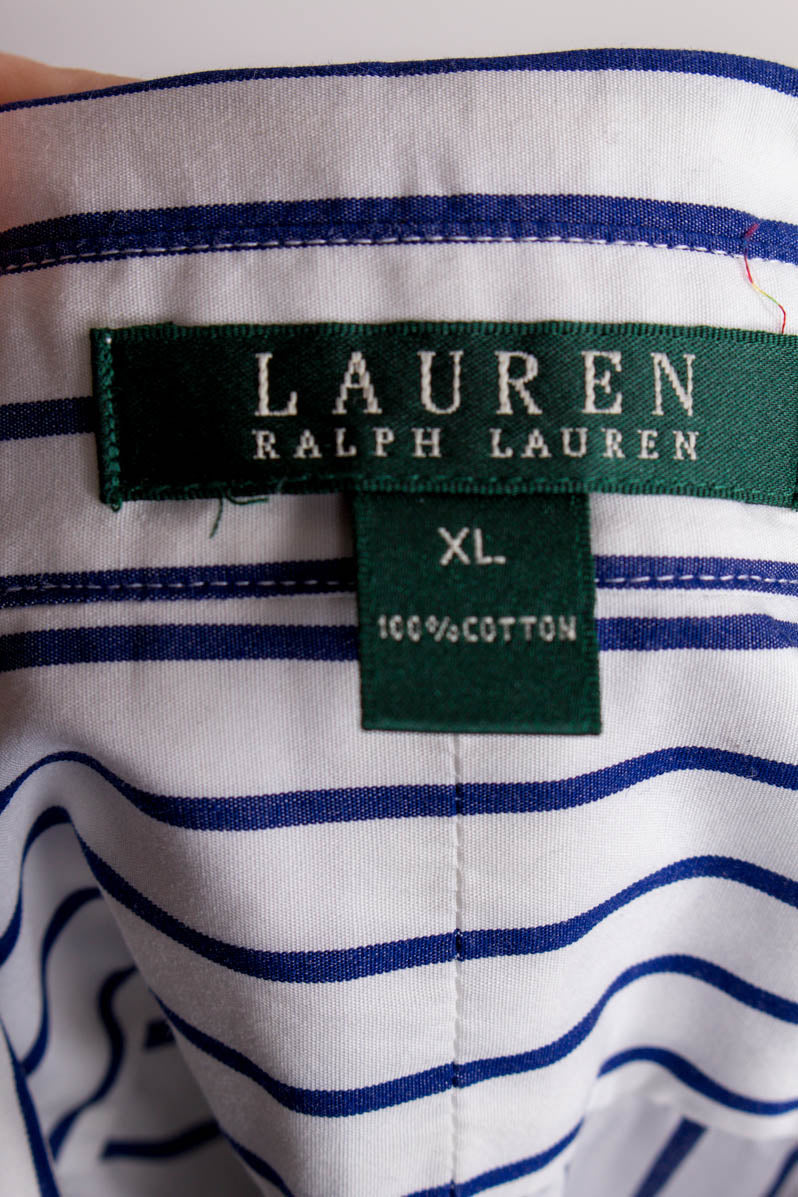 LAUREN
RALPH LAUREN
XL.
100%COTTON